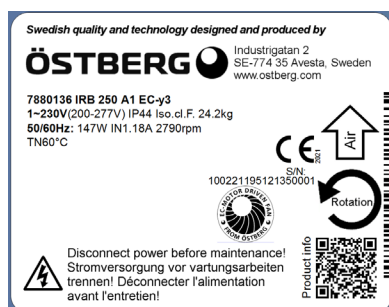 Swedish quality and technology designed and produced by
ÖSTBERG
Industrigatan 2
SE-774 35 Avesta, Sweden
www.ostberg.com
7880136 IRB 250 A1 EC-y3
1~230V(200-277V) IP44 Iso.cl.F. 24.2kg
50/60Hz: 147W IN1.18A 2790rpm
TN60°C
CE
2021
Air
S/N:
100221195121350001
EC-MOTOR DRIVEN FAN
FROM ÖSTBERG
Rotation
Product info
Disconnect power before maintenance!
Stromversorgung vor vartungsarbeiten
trennen! Déconnecter l'alimentation
avant l'entretien!